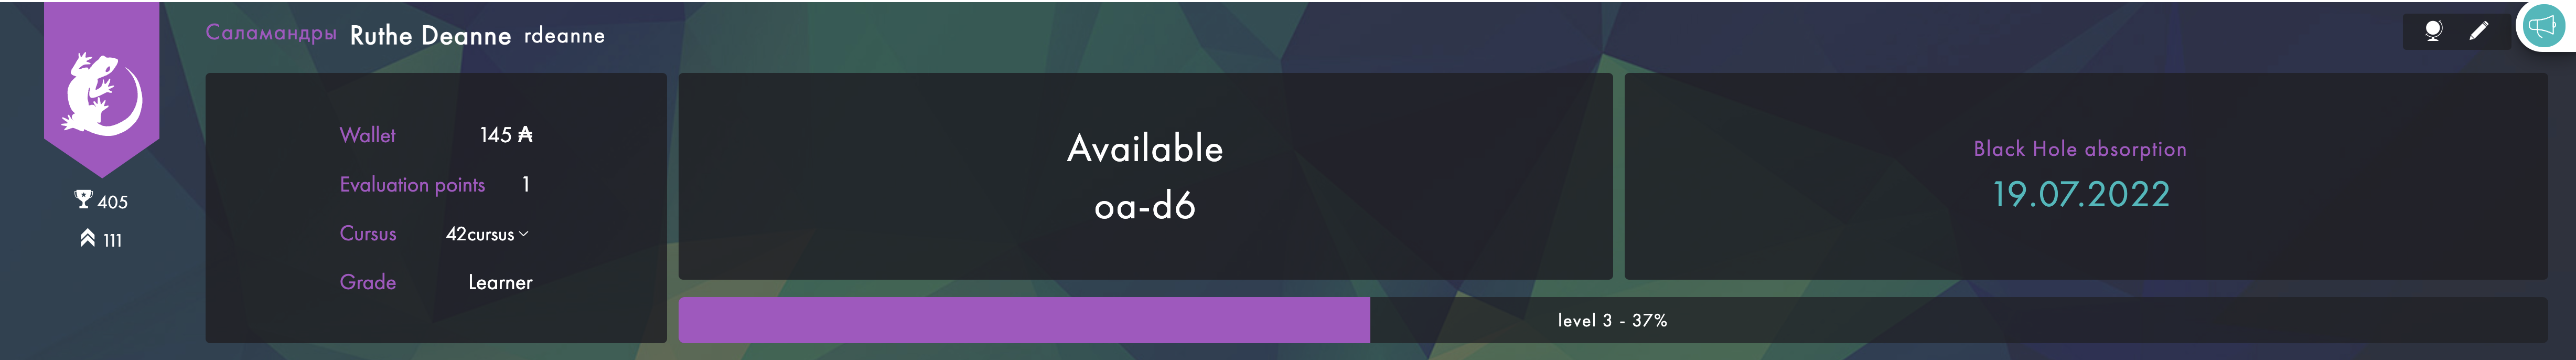 Саламандры Ruthe Deanne rdeanne
405
111
Wallet 145 ₳
Evaluation points 1
Cursus 42cursus
Grade Learner
Available
oa-d6
Black Hole absorption
19.07.2022
level 3 - 37%